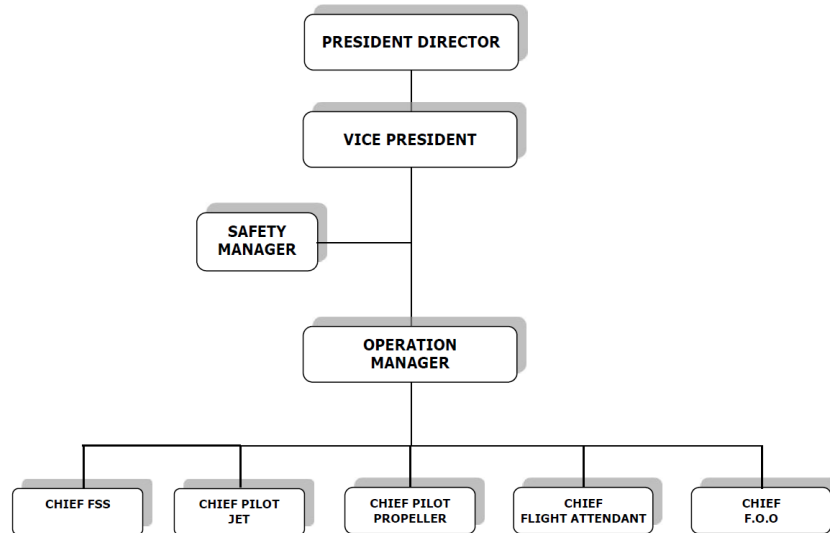 PRESIDENT DIRECTOR
VICE PRESIDENT
SAFETY
MANAGER
OPERATION
MANAGER
CHIEF FSS
CHIEF PILOT
JET
CHIEF PILOT
PROPELLER
CHIEF
FLIGHT ATTENDANT
CHIEF
F.O.O